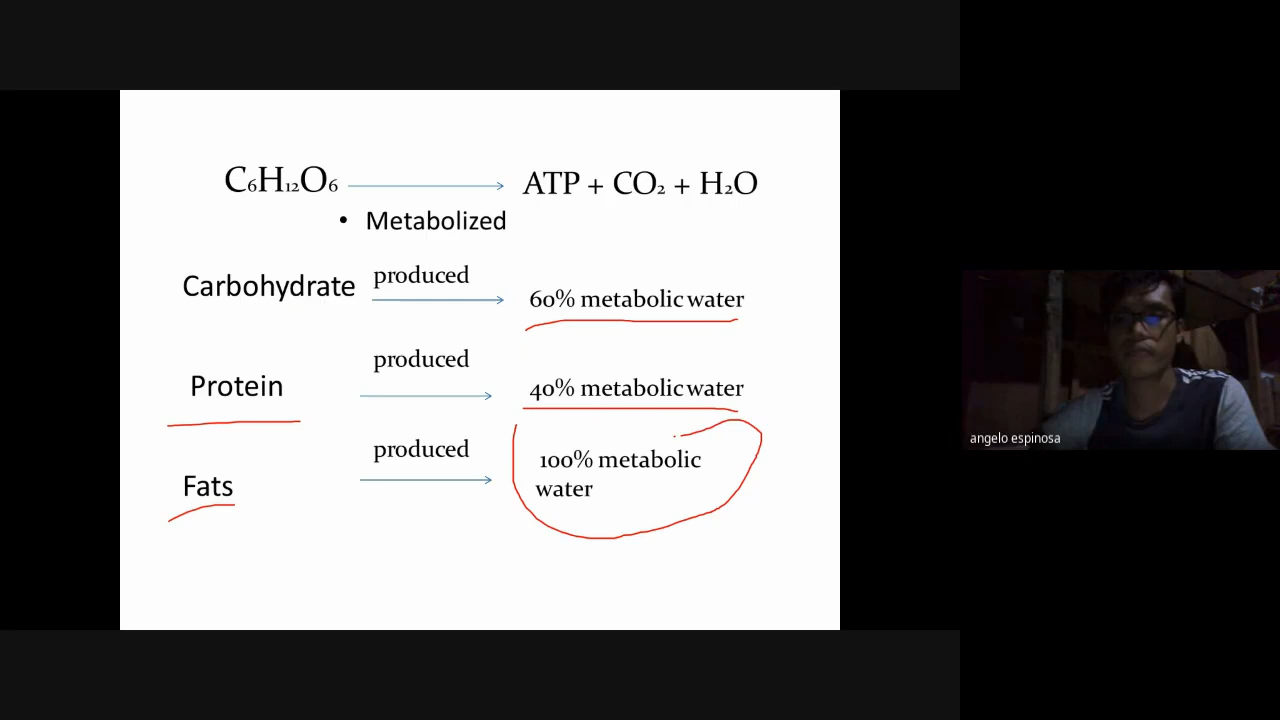 C₆H₁₂O₆ ATP + CO₂ + H₂O
• Metabolized
Carbohydrate produced 60% metabolic water
Protein produced 40% metabolic water
Fats produced 100% metabolic
water
angelo espinosa